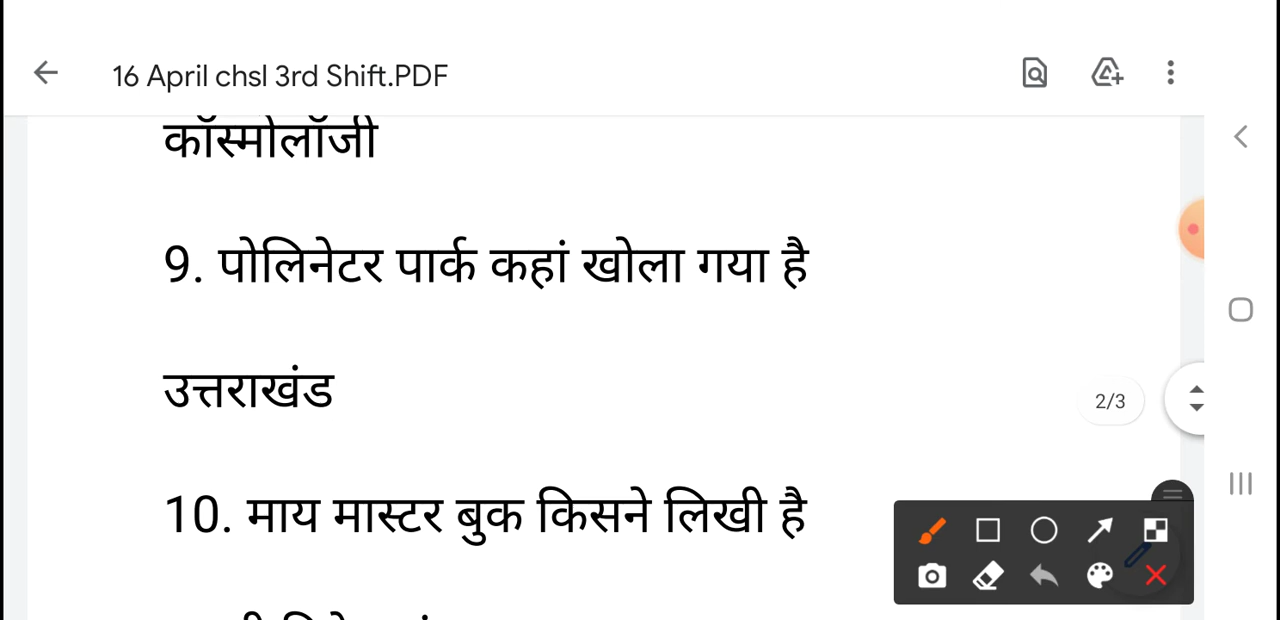 16 April chsl 3rd Shift.PDF
कॉस्मोलॉजी
9. पोलिनेटर पार्क कहां खोला गया है
उत्तराखंड
2/3
10. माय मास्टर बुक किसने लिखी है